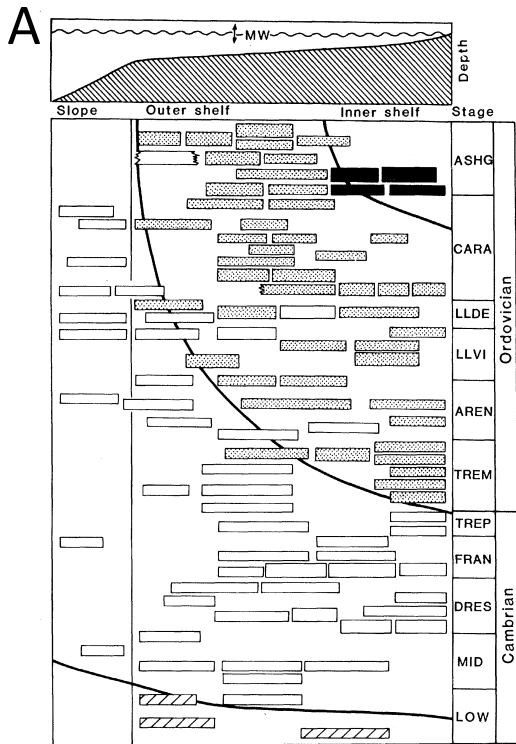 A
MW
Depth
Slope Outer shelf Inner shelf Stage
ASHG
CARA
LLDE
LLVI
AREN
TREM
TREP
FRAN
DRES
MID
LOW
Ordovician
Cambrian